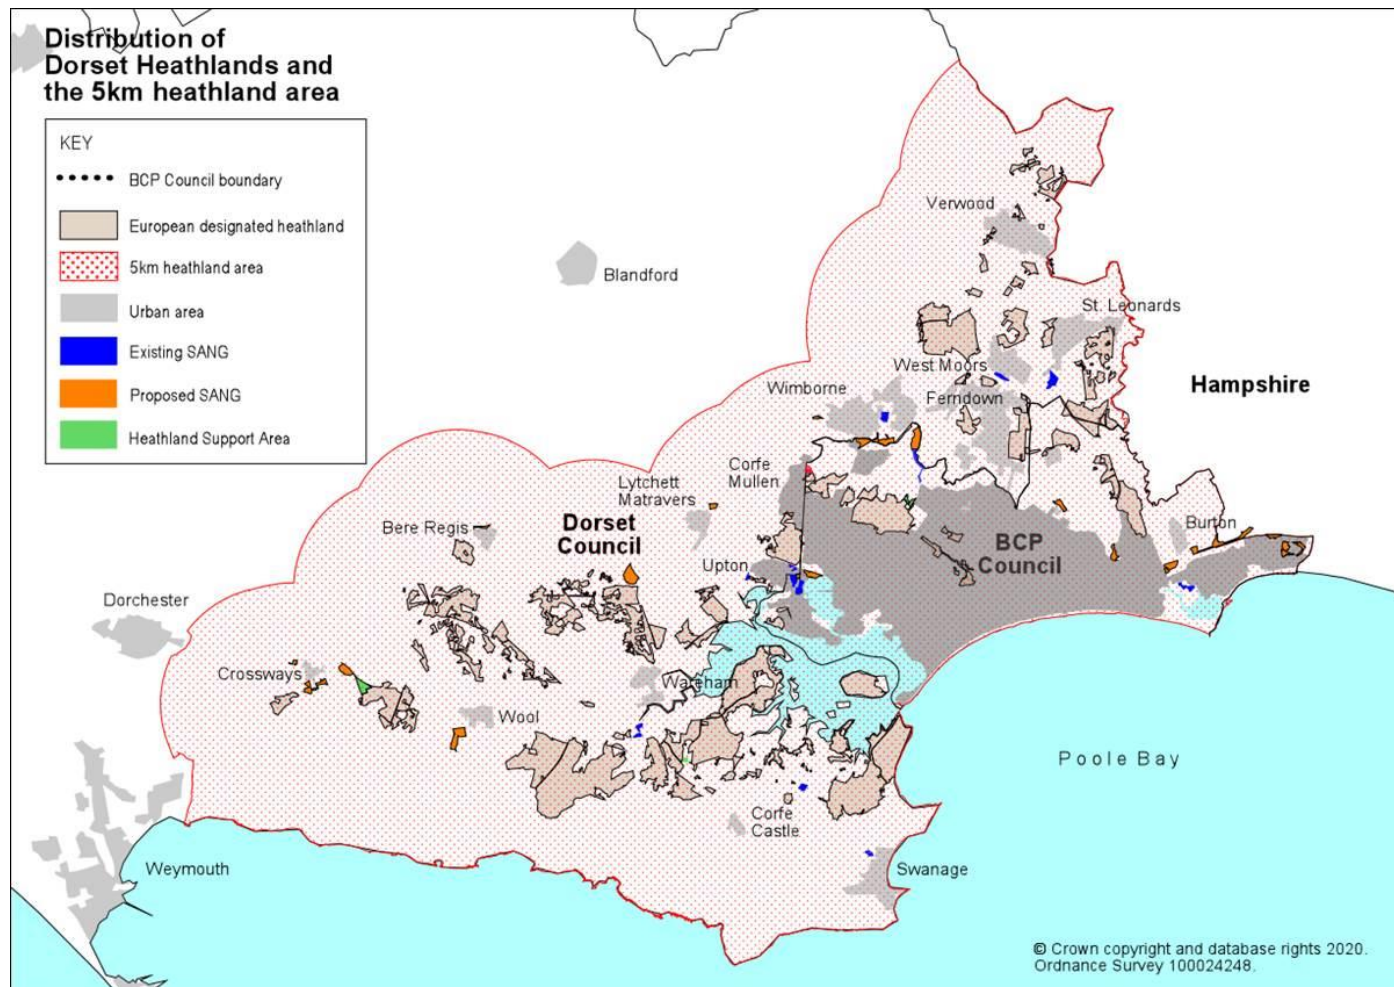 Distribution of
Dorset Heathlands and
the 5km heathland area
KEY
BCP Council boundary
European designated heathland
5km heathland area
Urban area
Existing SANG
Proposed SANG
Heathland Support Area
Verwood
Blandford
St. Leonards
West Moors
Hampshire
Wimborne
Ferndown
Corfe
Mullen
Lytchett
Matravers
Bere Regis
Dorset
Council
Burton
BCP
Council
Upton
Dorchester
Crossways
Wareham
Wool
Poole Bay
Corfe
Castle
Weymouth
Swanage
© Crown copyright and database rights 2020.
Ordnance Survey 100024248.